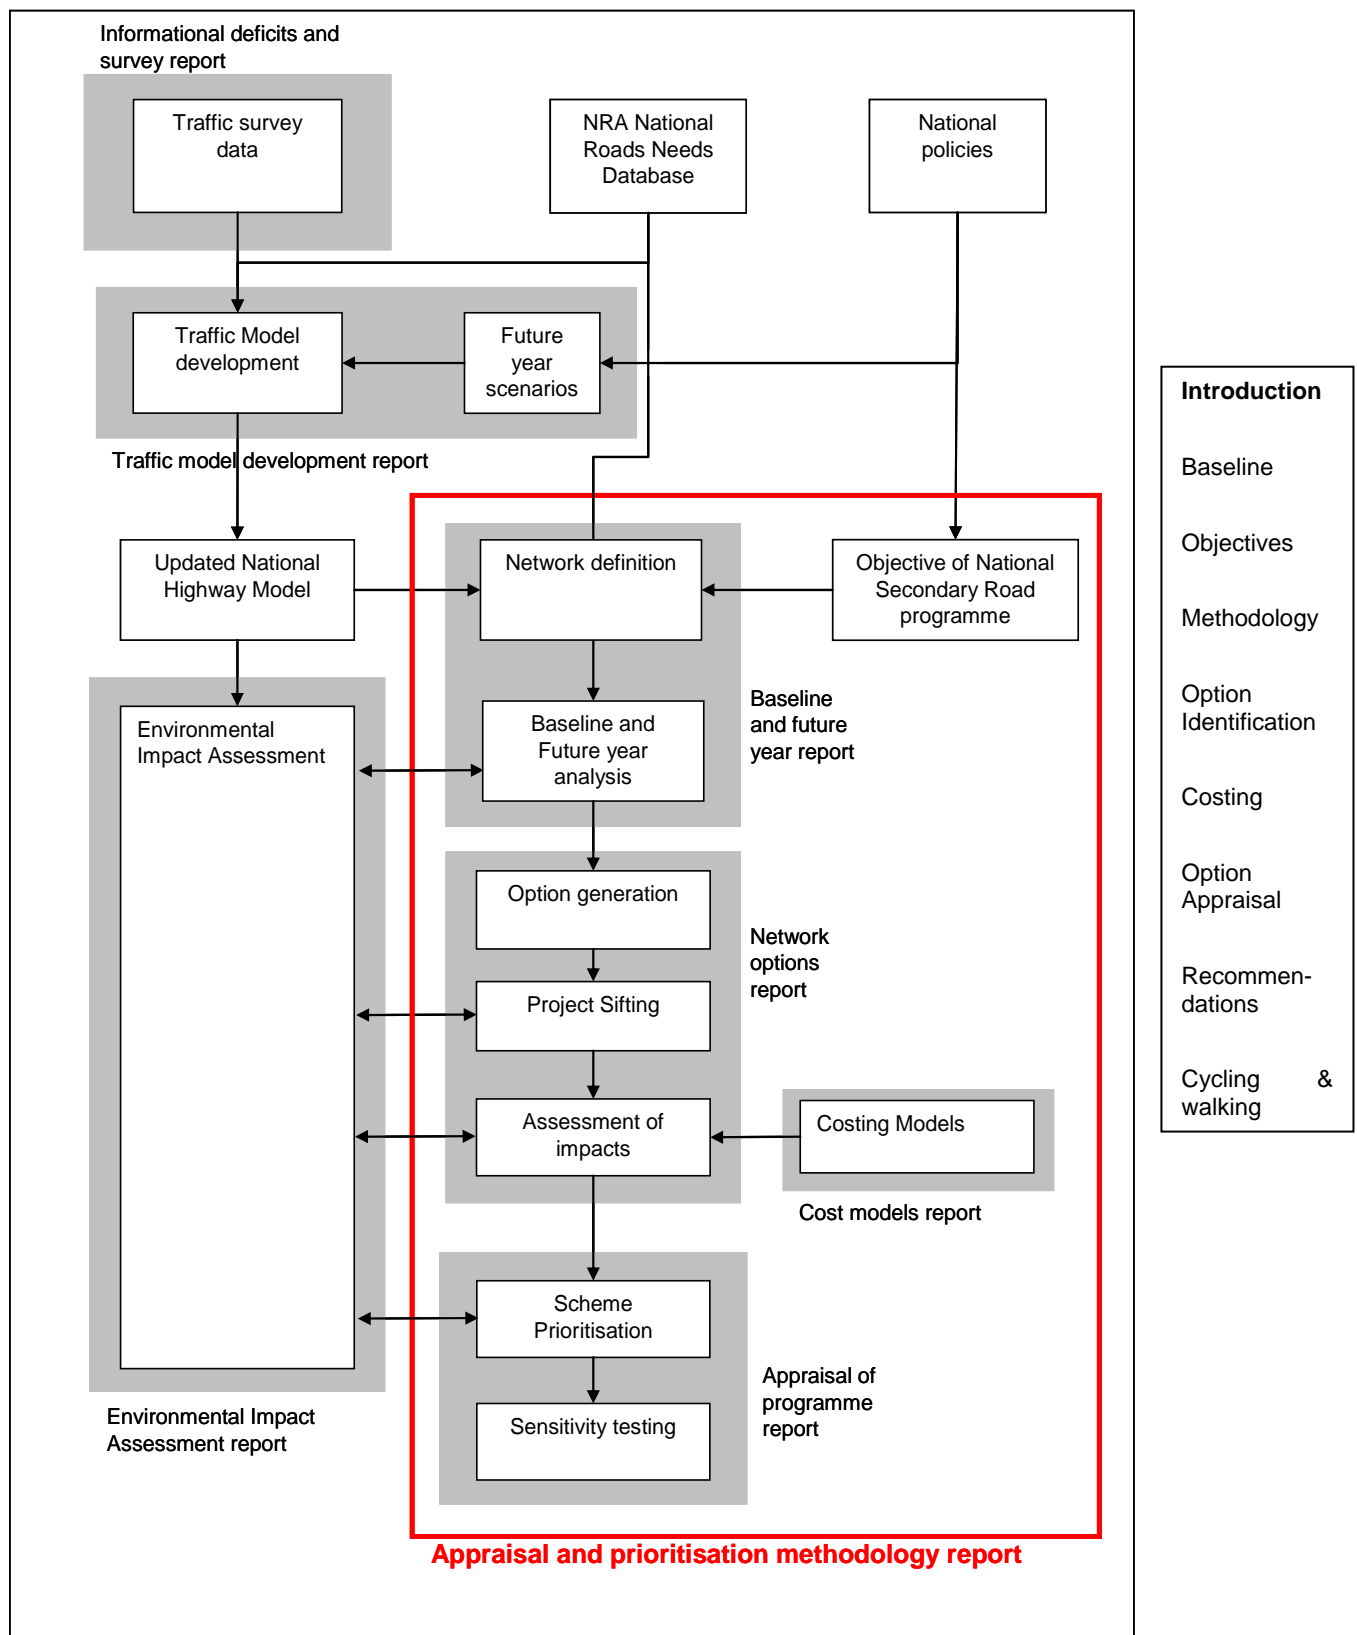 Informational deficits and
survey report
Traffic survey
data
NRA National
Roads Needs
Database
National
policies
Traffic Model
development
Future
year
scenarios
Traffic model development report
Updated National
Highway Model
Network definition
Objective of National
Secondary Road
programme
Baseline and
Future year
analysis
Baseline
and future
year report
Environmental
Impact Assessment
Option generation
Network
options
report
Project Sifting
Assessment of
impacts
Costing Models
Cost models report
Scheme
Prioritisation
Sensitivity testing
Appraisal of
programme
report
Environmental Impact
Assessment report
Appraisal and prioritisation methodology report
Introduction
Baseline
Objectives
Methodology
Option
Identification
Costing
Option
Appraisal
Recommen-
dations
Cycling &
walking